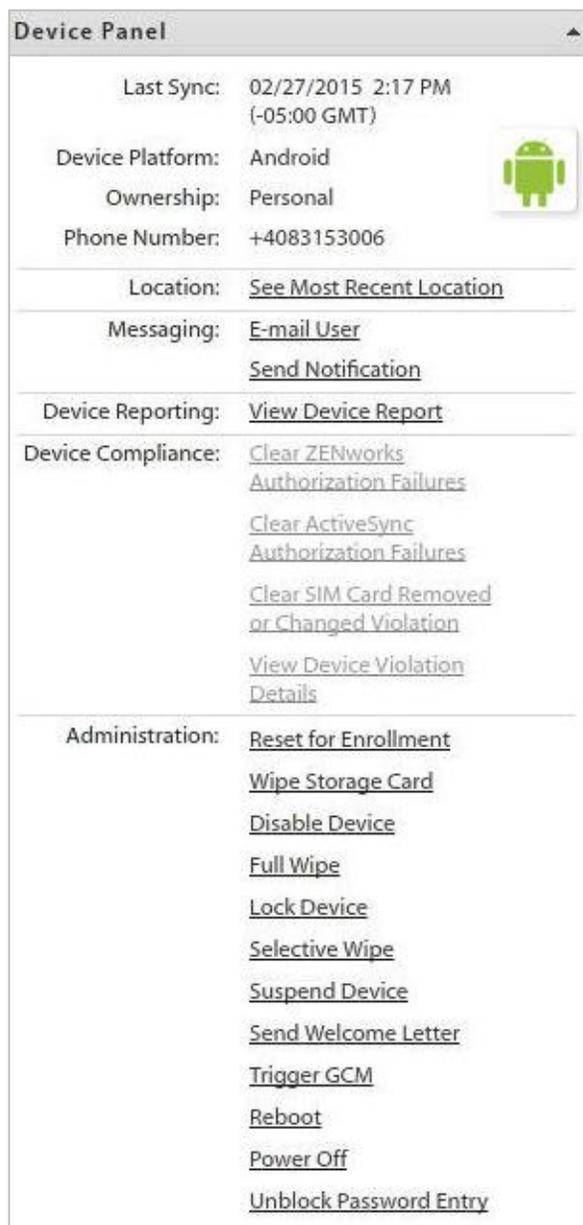 Device Panel
Last Sync: 02/27/2015 2:17 PM
(-05:00 GMT)
Device Platform: Android
Ownership: Personal
Phone Number: +4083153006
Location: See Most Recent Location
Messaging: E-mail User
Send Notification
Device Reporting: View Device Report
Device Compliance: Clear ZENworks
Authorization Failures
Clear ActiveSync
Authorization Failures
Clear SIM Card Removed
or Changed Violation
View Device Violation
Details
Administration: Reset for Enrollment
Wipe Storage Card
Disable Device
Full Wipe
Lock Device
Selective Wipe
Suspend Device
Send Welcome Letter
Trigger GCM
Reboot
Power Off
Unblock Password Entry